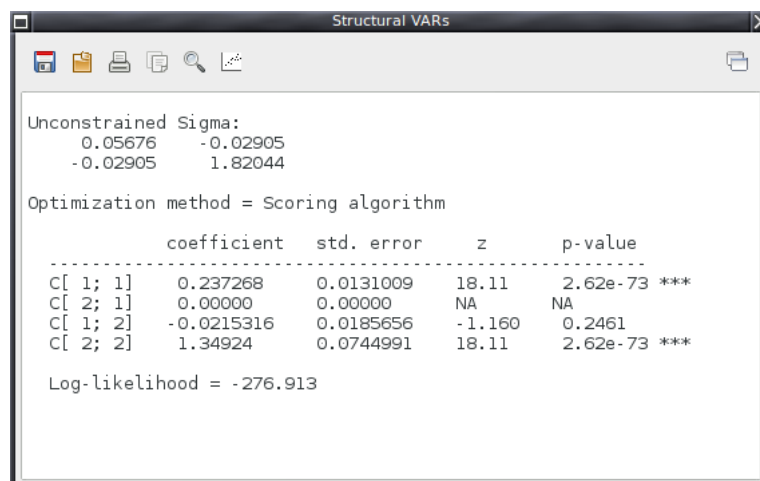 Structural VARs
Unconstrained Sigma:
0.05676 -0.02905
-0.02905 1.82044
Optimization method = Scoring algorithm
coefficient std. error z p-value
---------------------------------------------------------
C[ 1; 1] 0.237268 0.0131009 18.11 2.62e-73 ***
C[ 2; 1] 0.00000 0.00000 NA NA
C[ 1; 2] -0.0215316 0.0185656 -1.160 0.2461
C[ 2; 2] 1.34924 0.0744991 18.11 2.62e-73 ***
Log-likelihood = -276.913